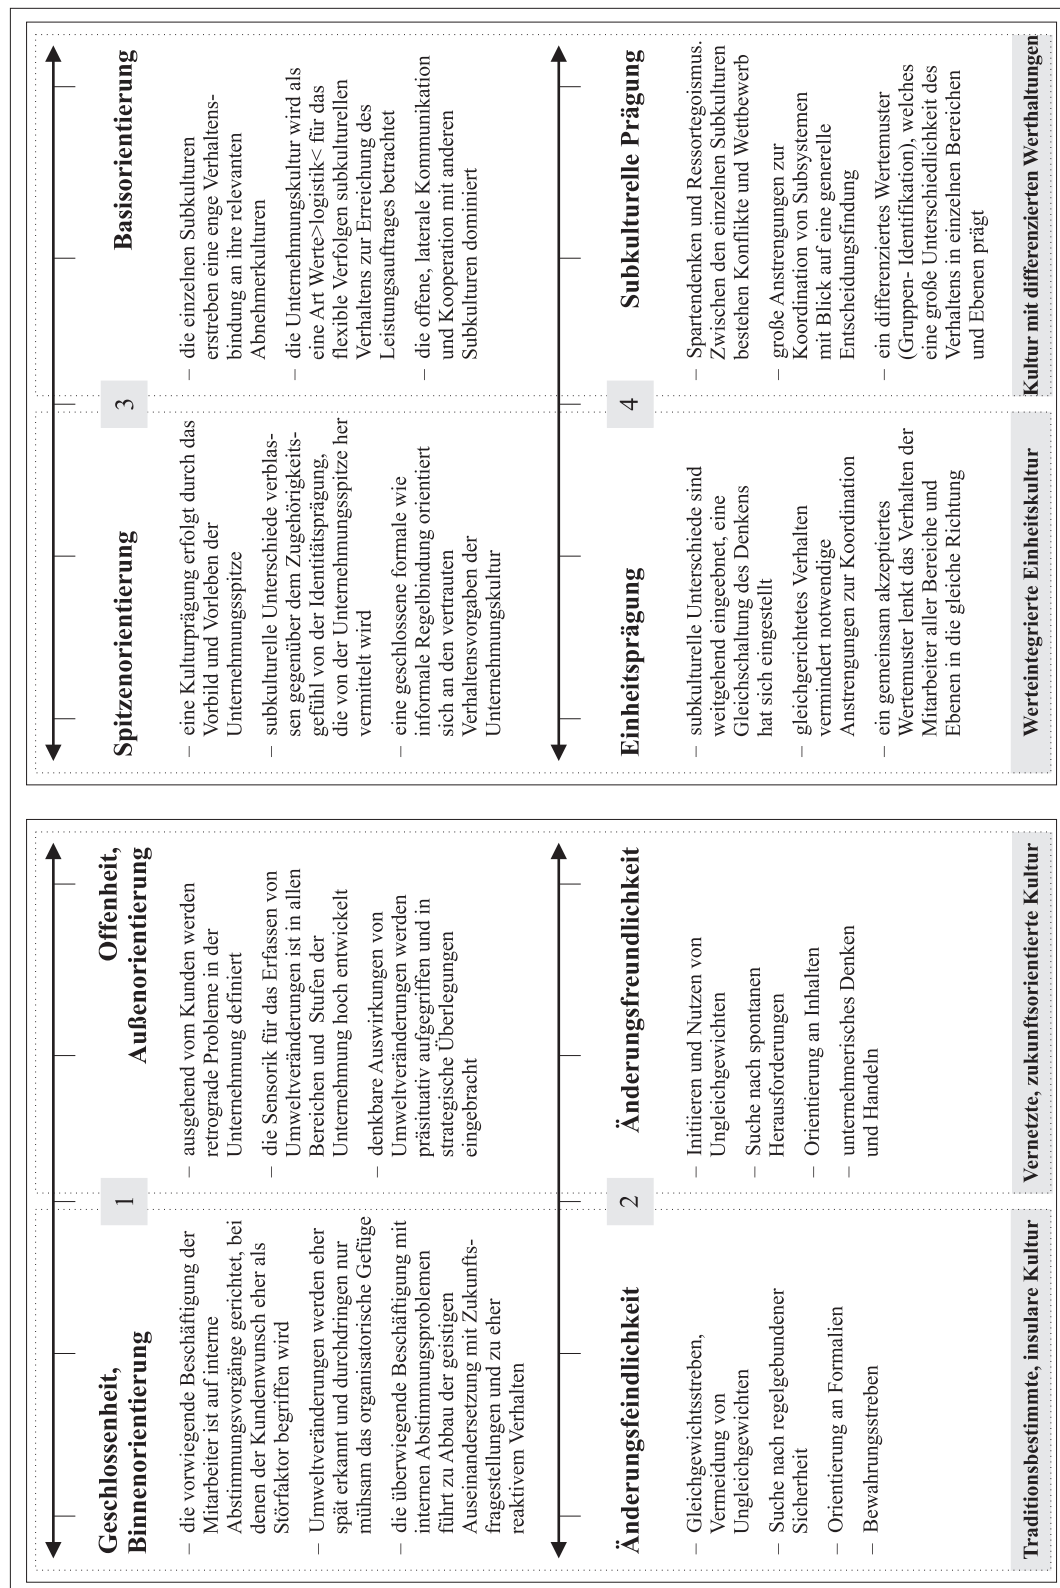 Geschlossenheit,
Binnenorientierung
1
Offenheit,
Außenorientierung
– die vorwiegende Beschäftigung der
Mitarbeiter ist auf interne
Abstimmungsvorgänge gerichtet, bei
denen der Kundenwunsch eher als
Störfaktor begriffen wird
– Umweltveränderungen werden eher
spät erkannt und durchdringen nur
mühsam das organisatorische Gefüge
– die überwiegende Beschäftigung mit
internen Abstimmungsproblemen
führt zu Abbau der geistigen
Auseinandersetzung mit Zukunfts-
fragestellungen und zu eher
reaktivem Verhalten
– ausgehend vom Kunden werden
retrograde Probleme in der
Unternehmung definiert
– die Sensorik für das Erfassen von
Umweltveränderungen ist in allen
Bereichen und Stufen der
Unternehmung hoch entwickelt
– denkbare Auswirkungen von
Umweltveränderungen werden
präsituativ aufgegriffen und in
strategische Überlegungen
eingebracht
Änderungsfeindlichkeit
2
Änderungsfreundlichkeit
– Gleichgewichtsstreben,
Vermeidung von
Ungleichgewichten
– Suche nach regelgebundener
Sicherheit
– Orientierung an Formalien
– Bewahrungsstreben
– Initiieren und Nutzen von
Ungleichgewichten
– Suche nach spontanen
Herausforderungen
– Orientierung an Inhalten
– unternehmerisches Denken
und Handeln
Traditionsbestimmte, insulare Kultur
Vernetzte, zukunftsorientierte Kultur
Spitzenorientierung
3
Basisorientierung
– eine Kulturprägung erfolgt durch das
Vorbild und Vorleben der
Unternehmungsspitze
– subkulturelle Unterschiede verblas-
sen gegenüber dem Zugehörigkeits-
gefühl von der Identitätsprägung,
die von der Unternehmungsspitze her
vermittelt wird
– eine geschlossene formale wie
informale Regelbindung orientiert
sich an den vertrauten
Verhaltensvorgaben der
Unternehmungskultur
– die einzelnen Subkulturen
erstreben eine enge Verhaltens-
bindung an ihre relevanten
Abnehmerkulturen
– die Unternehmungskultur wird als
eine Art Werte>logistik< für das
flexible Verfolgen subkulturellen
Verhaltens zur Erreichung des
Leistungsauftrages betrachtet
– die offene, laterale Kommunikation
und Kooperation mit anderen
Subkulturen dominiert
Einheitsprägung
4
Subkulturelle Prägung
– subkulturelle Unterschiede sind
weitgehend eingeebnet, eine
Gleichschaltung des Denkens
hat sich eingestellt
– gleichgerichtetes Verhalten
vermindert notwendige
Anstrengungen zur Koordination
– ein gemeinsam akzeptiertes
Wertemuster lenkt das Verhalten der
Mitarbeiter aller Bereiche und
Ebenen in die gleiche Richtung
– Spartendenken und Ressortegoismus.
Zwischen den einzelnen Subkulturen
bestehen Konflikte und Wettbewerb
– große Anstrengungen zur
Koordination von Subsystemen
mit Blick auf eine generelle
Entscheidungsfindung
– ein differenziertes Wertemuster
(Gruppen- Identifikation), welches
eine große Unterschiedlichkeit des
Verhaltens in einzelnen Bereichen
und Ebenen prägt
Werteintegrierte Einheitskultur
Kultur mit differenzierten Werthaltungen